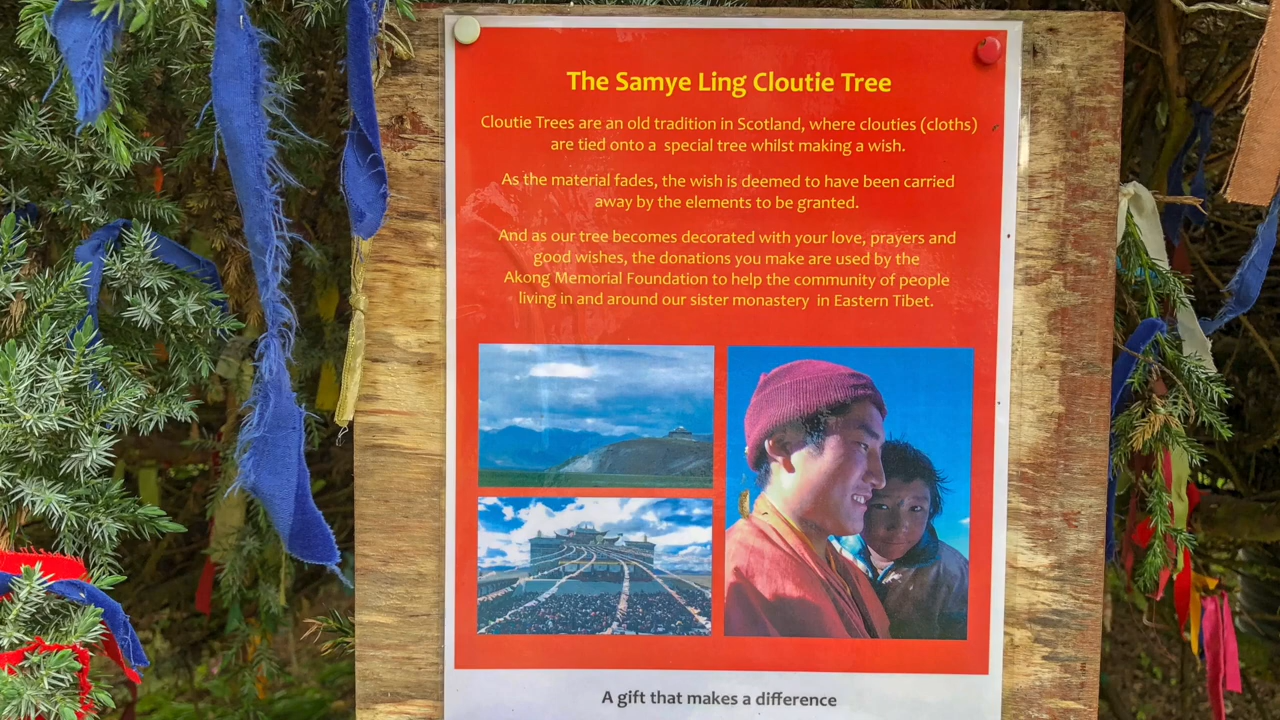 The Samye Ling Cloutie Tree
Cloutie Trees are an old tradition in Scotland, where clouties (cloths)
are tied onto a special tree whilst making a wish.
As the material fades, the wish is deemed to have been carried
away by the elements to be granted.
And as our tree becomes decorated with your love, prayers and
good wishes, the donations you make are used by the
Akong Memorial Foundation to help the community of people
living in and around our sister monastery in Eastern Tibet.
A gift that makes a difference